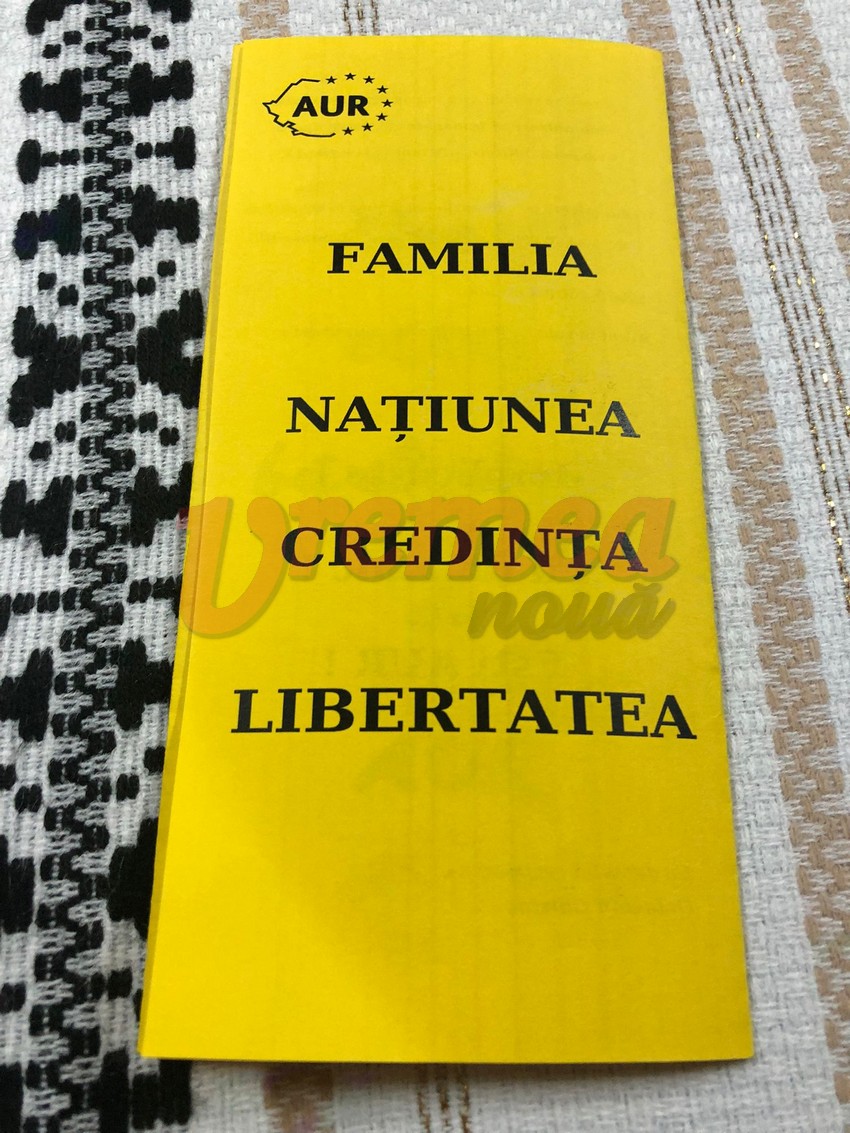 AUR
FAMILIA
NAȚIUNEA
CREDINȚA
LIBERTATEA
Vremea
nouă